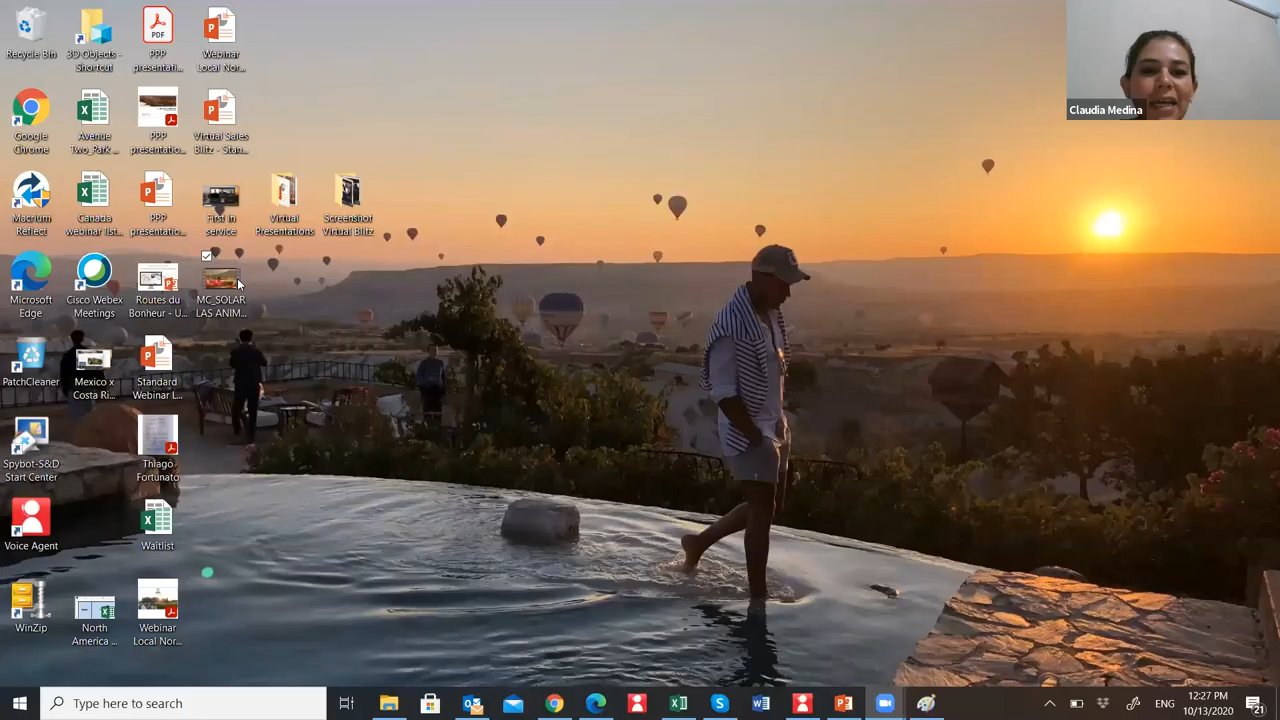 Recycle Bin
3D Objects -
Shortcut
PDF
PPP
presentati...
Webinar
Local Nor...
Google
Chrome
Avenue
Two_Park ...
PPP
presentatio...
Virtual Sales
Blitz - Stan...
Macrium
Reflect
Canada
webinar list...
PPP
presentatio...
First in
service
Virtual
Presentations
Screenshot
Virtual Blitz
Microsoft
Edge
Cisco Webex
Meetings
Routes du
Bonheur - U...
MC_SOLAR
LAS ANIM...
PatchCleaner
Mexico x
Costa Ri...
Standard
Webinar L...
Spybot-S&D
Start Center
Thiago
Fortunato
Voice Agent
Waitlist
WinZip
North
America ...
Webinar
Local Nor...
Claudia Medina
Type here to search
ENG
12:27 PM
10/13/2020
21